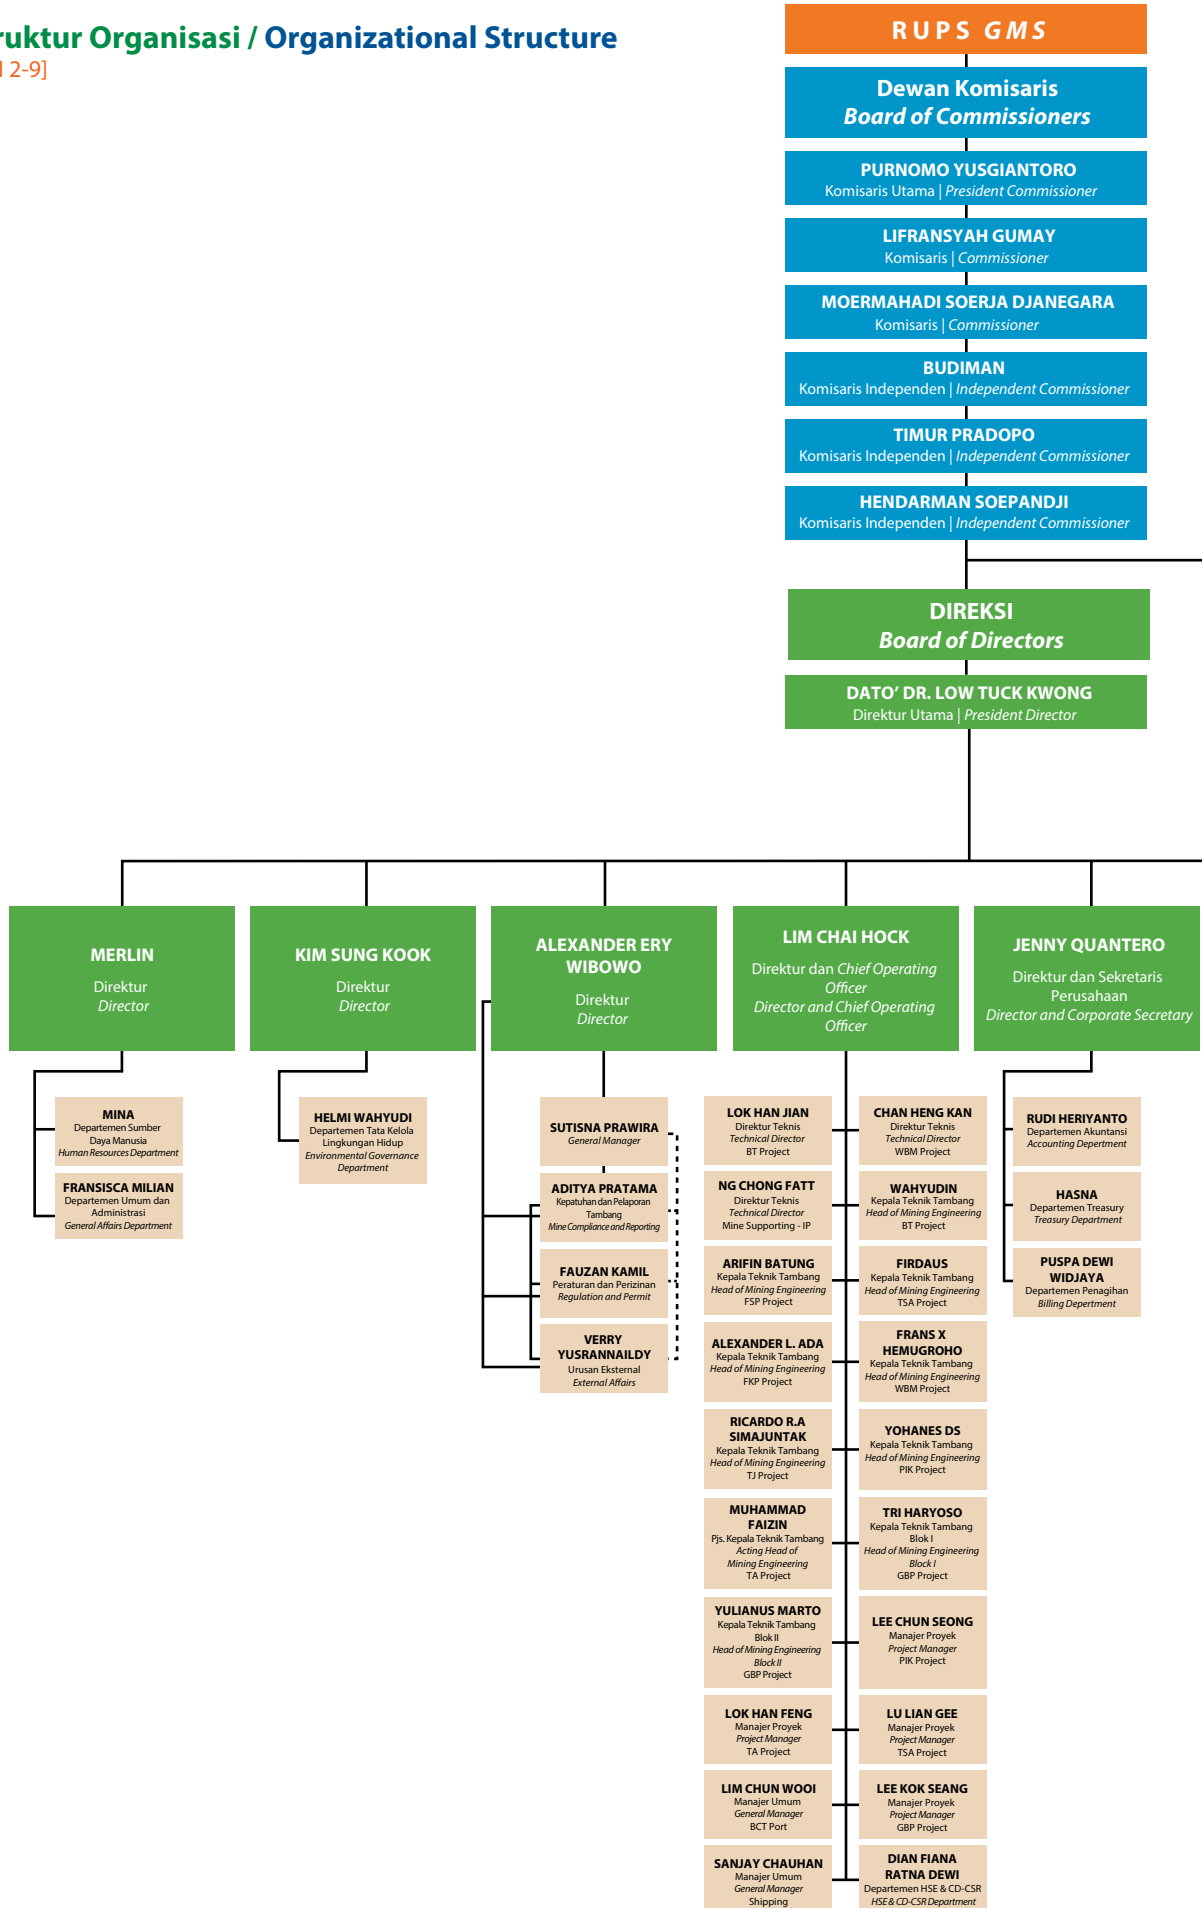 ruktur Organisasi / Organizational Structure
2-9]
RUPS GMS
Dewan Komisaris
Board of Commissioners
PURNOMO YUSGIANTORO
Komisaris Utama | President Commissioner
LIFRANSYAH GUMAY
Komisaris | Commissioner
MOERMAHADI SOERJA DJANEGARA
Komisaris | Commissioner
BUDIMAN
Komisaris Independen | Independent Commissioner
TIMUR PRADOPO
Komisaris Independen | Independent Commissioner
HENDARMAN SOEPANDJI
Komisaris Independen | Independent Commissioner
DIREKSI
Board of Directors
DATO’ DR. LOW TUCK KWONG
Direktur Utama | President Director
MERLIN
Direktur
Director
KIM SUNG KOOK
Direktur
Director
ALEXANDER ERY
WIBOWO
Direktur
Director
LIM CHAI HOCK
Direktur dan Chief Operating
Officer
Director and Chief Operating
Officer
JENNY QUANTERO
Direktur dan Sekretaris
Perusahaan
Director and Corporate Secretary
MINA
Departemen Sumber
Daya Manusia
Human Resources Department
FRANSISCA MILIAN
Departemen Umum dan
Administrasi
General Affairs Department
HELMI WAHYUDI
Departemen Tata Kelola
Lingkungan Hidup
Environmental Governance
Department
SUTISNA PRAWIRA
General Manager
ADITYA PRATAMA
Kepatuhan dan Pelaporan
Tambang
Mine Compliance and Reporting
FAUZAN KAMIL
Peraturan dan Perizinan
Regulation and Permit
VERRY
YUSRANNAILDY
Urusan Eksternal
External Affairs
LOK HAN JIAN
Direktur Teknis
Technical Director
BT Project
CHAN HENG KAN
Direktur Teknis
Technical Director
WBM Project
NG CHONG FATT
Direktur Teknis
Technical Director
Mine Supporting - IP
WAHYUDIN
Kepala Teknik Tambang
Head of Mining Engineering
BT Project
ARIFIN BATUNG
Kepala Teknik Tambang
Head of Mining Engineering
FSP Project
FIRDAUS
Kepala Teknik Tambang
Head of Mining Engineering
TSA Project
ALEXANDER L. ADA
Kepala Teknik Tambang
Head of Mining Engineering
FKP Project
FRANS X
HEMUGROHO
Kepala Teknik Tambang
Head of Mining Engineering
WBM Project
RICARDO R.A
SIMAJUNTAK
Kepala Teknik Tambang
Head of Mining Engineering
TJ Project
YOHANES DS
Kepala Teknik Tambang
Head of Mining Engineering
PIK Project
MUHAMMAD
FAIZIN
Pjs. Kepala Teknik Tambang
Acting Head of
Mining Engineering
TA Project
TRI HARYOSO
Kepala Teknik Tambang
Blok I
Head of Mining Engineering
Block I
GBP Project
YULIANUS MARTO
Kepala Teknik Tambang
Blok II
Head of Mining Engineering
Block II
GBP Project
LEE CHUN SEONG
Manajer Proyek
Project Manager
PIK Project
LOK HAN FENG
Manajer Proyek
Project Manager
TA Project
LU LIAN GEE
Manajer Proyek
Project Manager
TSA Project
LIM CHUN WOOI
Manajer Umum
General Manager
BCT Port
LEE KOK SEANG
Manajer Proyek
Project Manager
GBP Project
SANJAY CHAUHAN
Manajer Umum
General Manager
Shipping
DIAN FIANA
RATNA DEWI
Departemen HSE & CD-CSR
HSE & CD-CSR Department
RUDI HERIYANTO
Departemen Akuntansi
Accounting Department
HASNA
Departemen Treasury
Treasury Department
PUSPA DEWI
WIDJAYA
Departemen Penagihan
Billing Depertment